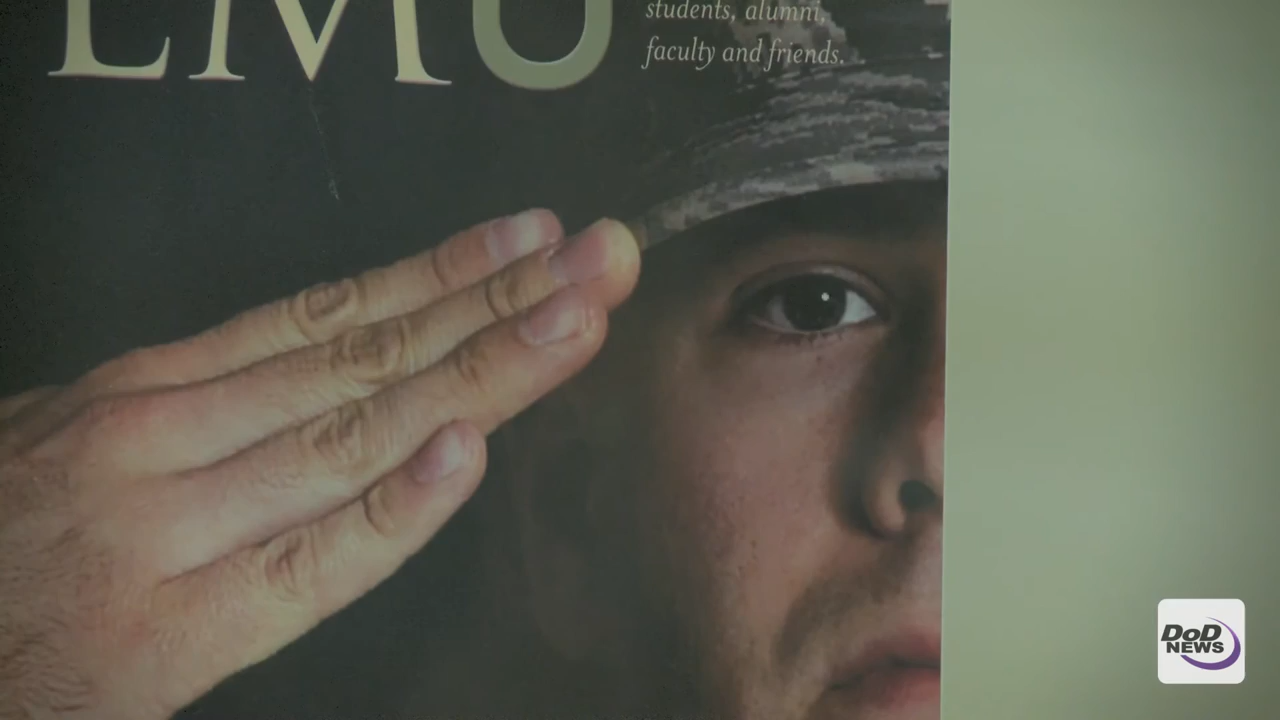 LMU
students, alumni,
faculty and friends.
DoD
NEWS